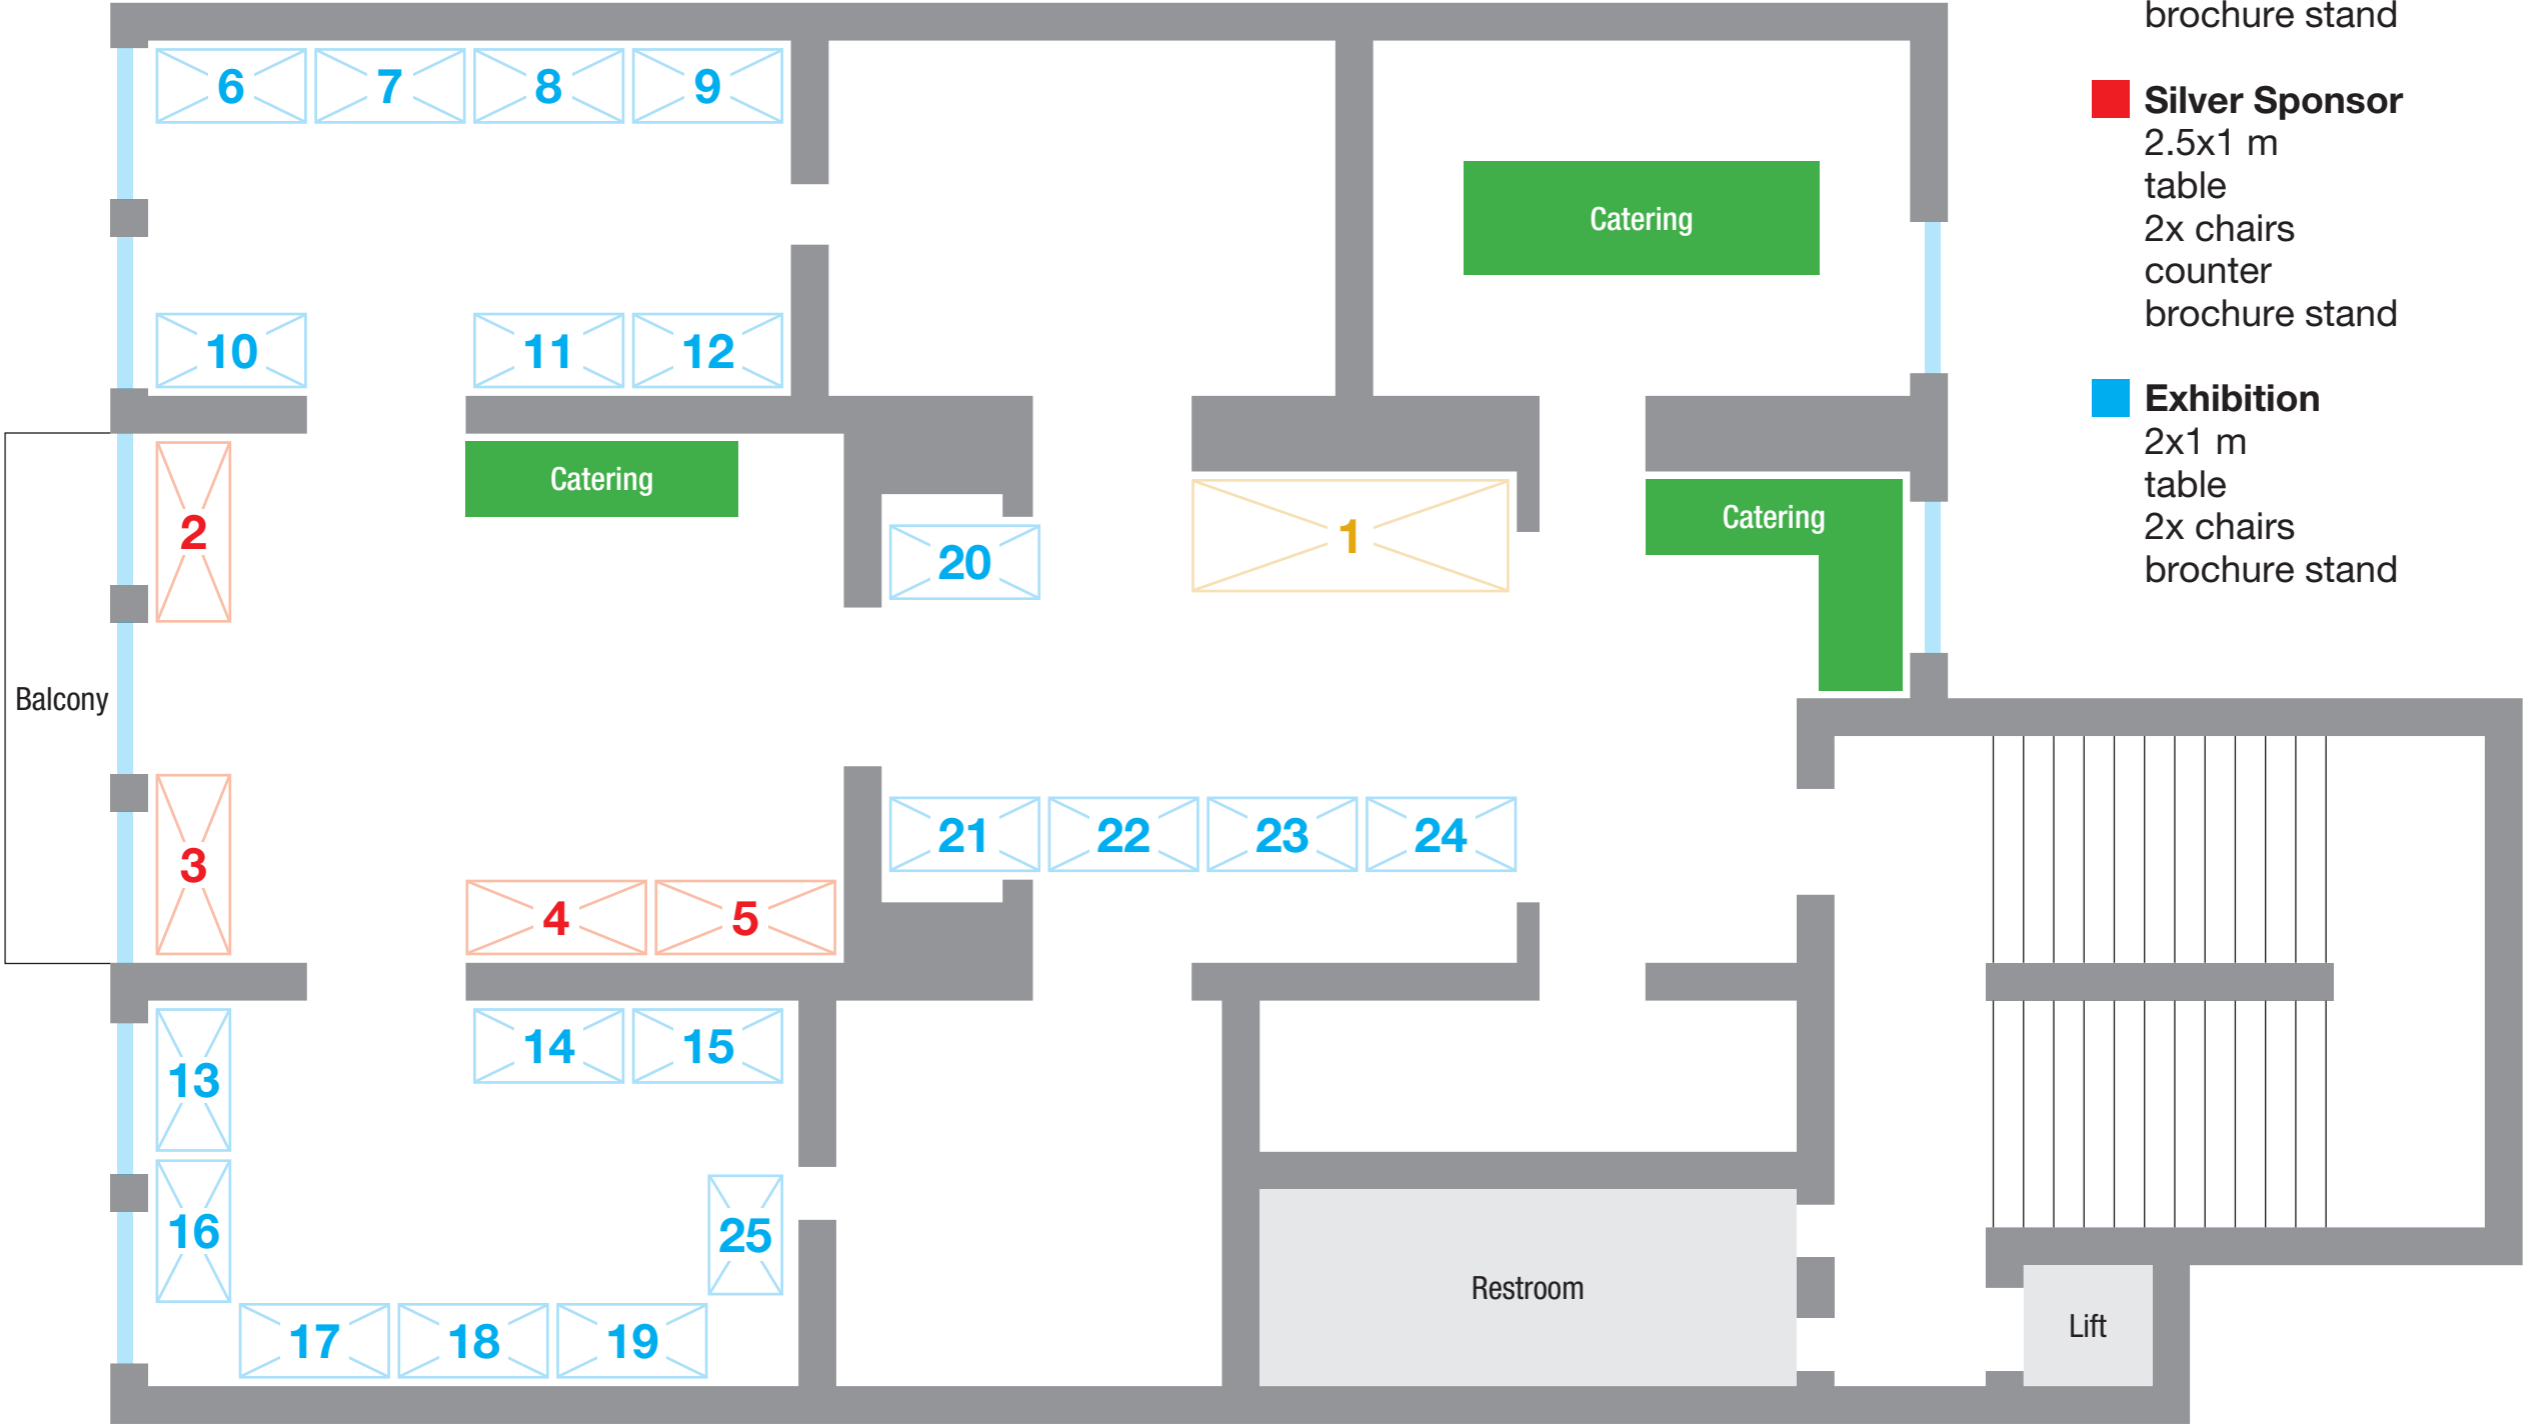 brochure stand
Silver Sponsor
2.5x1 m
table
2x chairs
counter
brochure stand
Exhibition
2x1 m
table
2x chairs
brochure stand
6 7 8 9
Catering
10 11 12
2
Catering
20
1
Catering
Balcony
3
21 22 23 24
4 5
13
14 15
16
25
17 18 19
Restroom
Lift